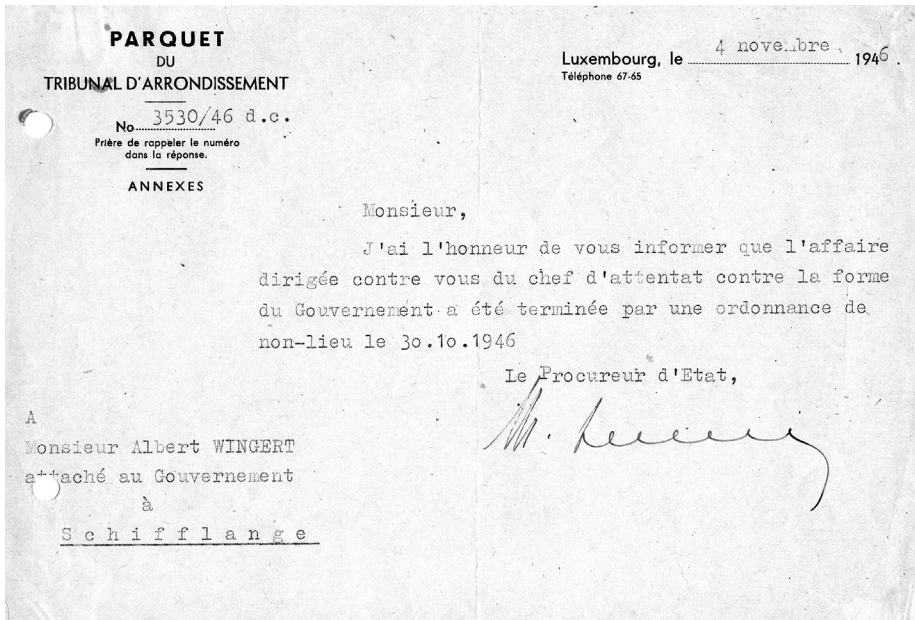 PARQUET
DU
TRIBUNAL D'ARRONDISSEMENT
No 3530/46 d.c.
Prière de rappeler le numéro
dans la réponse.
ANNEXES
Luxembourg, le 4 novembre 1946.
Téléphone 67-65
Monsieur,
J'ai l'honneur de vous informer que l'affaire
dirigée contre vous du chef d'attentat contre la forme
du Gouvernement a été terminée par une ordonnance de
non-lieu le 30.10.1946
Le Procureur d'Etat,
A
Monsieur Albert WINGERT
attaché au Gouvernement
à
Schifflange